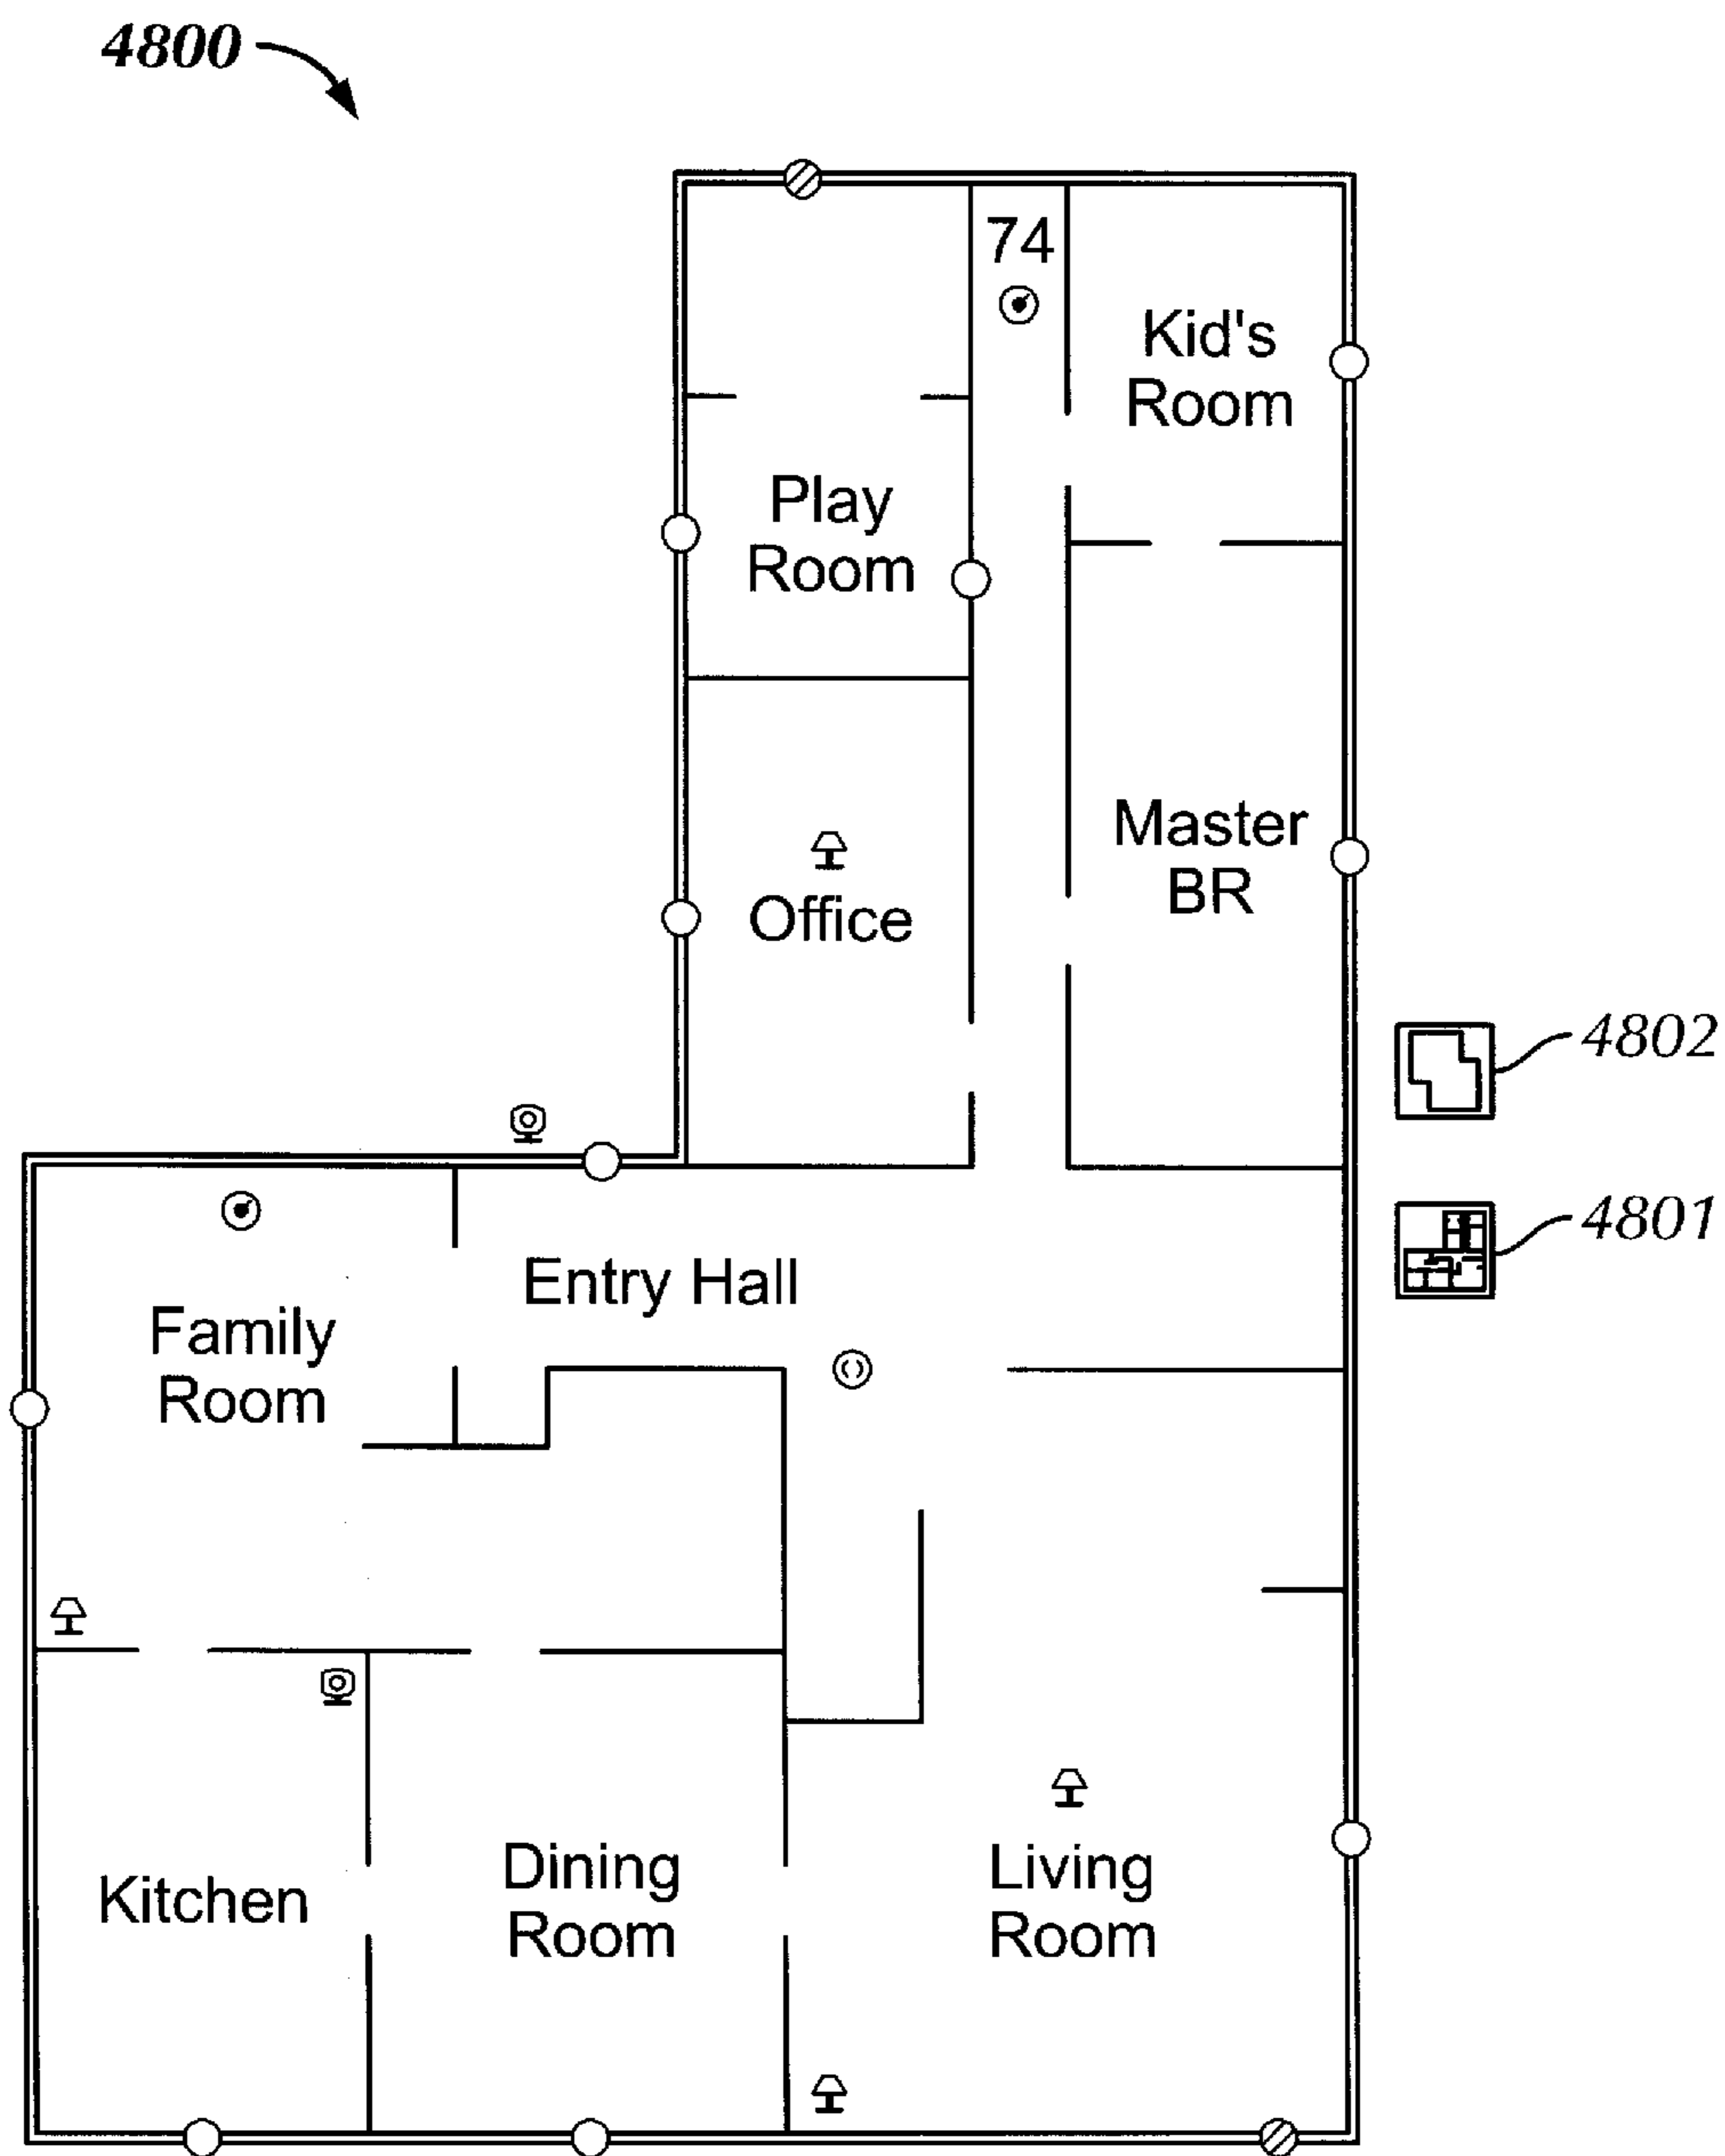 4800
74
Kid's
Room
Play
Room
Master
BR
Office
4802
4801
Entry Hall
Family
Room
Kitchen
Dining
Room
Living
Room